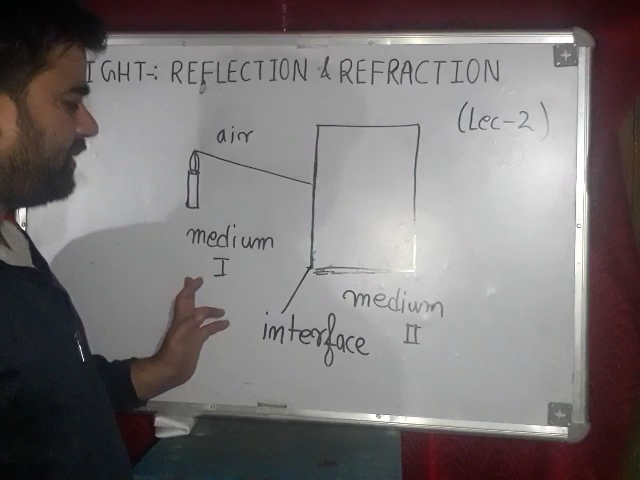 IGHT-: REFLECTION & REFRACTION
(Lec-2)
air
medium
I
medium
II
interface